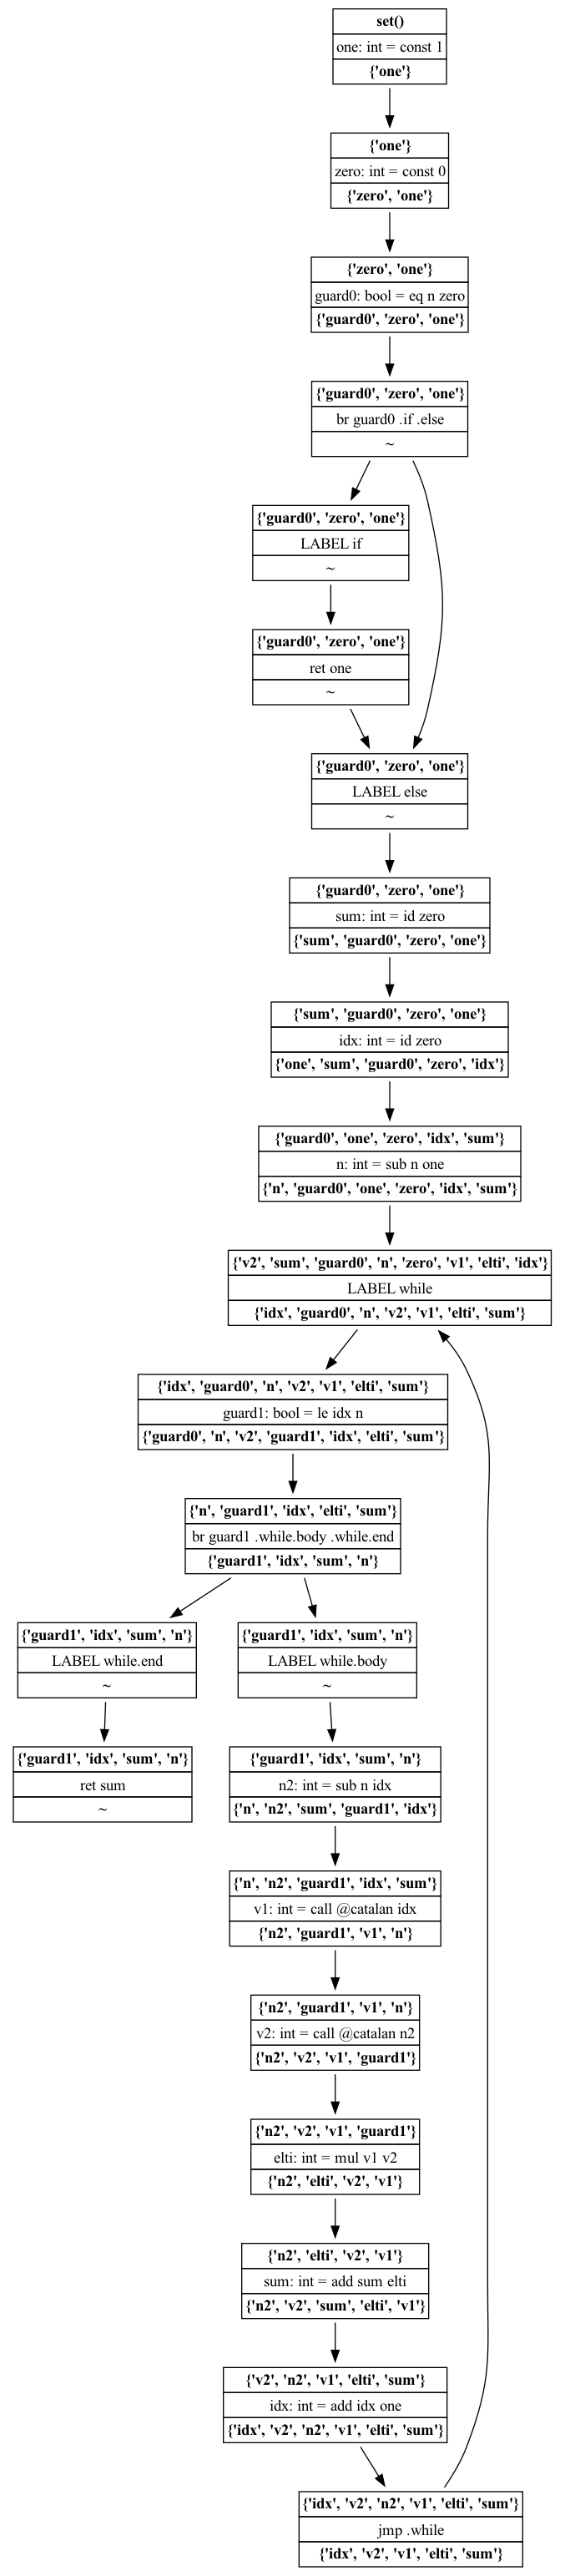 set()
one: int = const 1
{'one'}
{'one'}
zero: int = const 0
{'zero', 'one'}
{'zero', 'one'}
guard0: bool = eq n zero
{'guard0', 'zero', 'one'}
{'guard0', 'zero', 'one'}
br guard0 .if .else
~
{'guard0', 'zero', 'one'}
LABEL if
~
{'guard0', 'zero', 'one'}
ret one
~
{'guard0', 'zero', 'one'}
LABEL else
~
{'guard0', 'zero', 'one'}
sum: int = id zero
{'sum', 'guard0', 'zero', 'one'}
{'sum', 'guard0', 'zero', 'one'}
idx: int = id zero
{'one', 'sum', 'guard0', 'zero', 'idx'}
{'guard0', 'one', 'zero', 'idx', 'sum'}
n: int = sub n one
{'n', 'guard0', 'one', 'zero', 'idx', 'sum'}
{'v2', 'sum', 'guard0', 'n', 'zero', 'v1', 'elti', 'idx'}
LABEL while
{'idx', 'guard0', 'n', 'v2', 'v1', 'elti', 'sum'}
{'idx', 'guard0', 'n', 'v2', 'v1', 'elti', 'sum'}
guard1: bool = le idx n
{'guard0', 'n', 'v2', 'guard1', 'idx', 'elti', 'sum'}
{'n', 'guard1', 'idx', 'elti', 'sum'}
br guard1 .while.body .while.end
{'guard1', 'idx', 'sum', 'n'}
{'guard1', 'idx', 'sum', 'n'}
LABEL while.end
~
{'guard1', 'idx', 'sum', 'n'}
LABEL while.body
~
{'guard1', 'idx', 'sum', 'n'}
ret sum
~
{'guard1', 'idx', 'sum', 'n'}
n2: int = sub n idx
{'n', 'n2', 'sum', 'guard1', 'idx'}
{'n', 'n2', 'guard1', 'idx', 'sum'}
v1: int = call @catalan idx
{'n2', 'guard1', 'v1', 'n'}
{'n2', 'guard1', 'v1', 'n'}
v2: int = call @catalan n2
{'n2', 'v2', 'v1', 'guard1'}
{'n2', 'v2', 'v1', 'guard1'}
elti: int = mul v1 v2
{'n2', 'elti', 'v2', 'v1'}
{'n2', 'elti', 'v2', 'v1'}
sum: int = add sum elti
{'n2', 'v2', 'sum', 'elti', 'v1'}
{'v2', 'n2', 'v1', 'elti', 'sum'}
idx: int = add idx one
{'idx', 'v2', 'n2', 'v1', 'elti', 'sum'}
{'idx', 'v2', 'n2', 'v1', 'elti', 'sum'}
jmp .while
{'idx', 'v2', 'v1', 'elti', 'sum'}